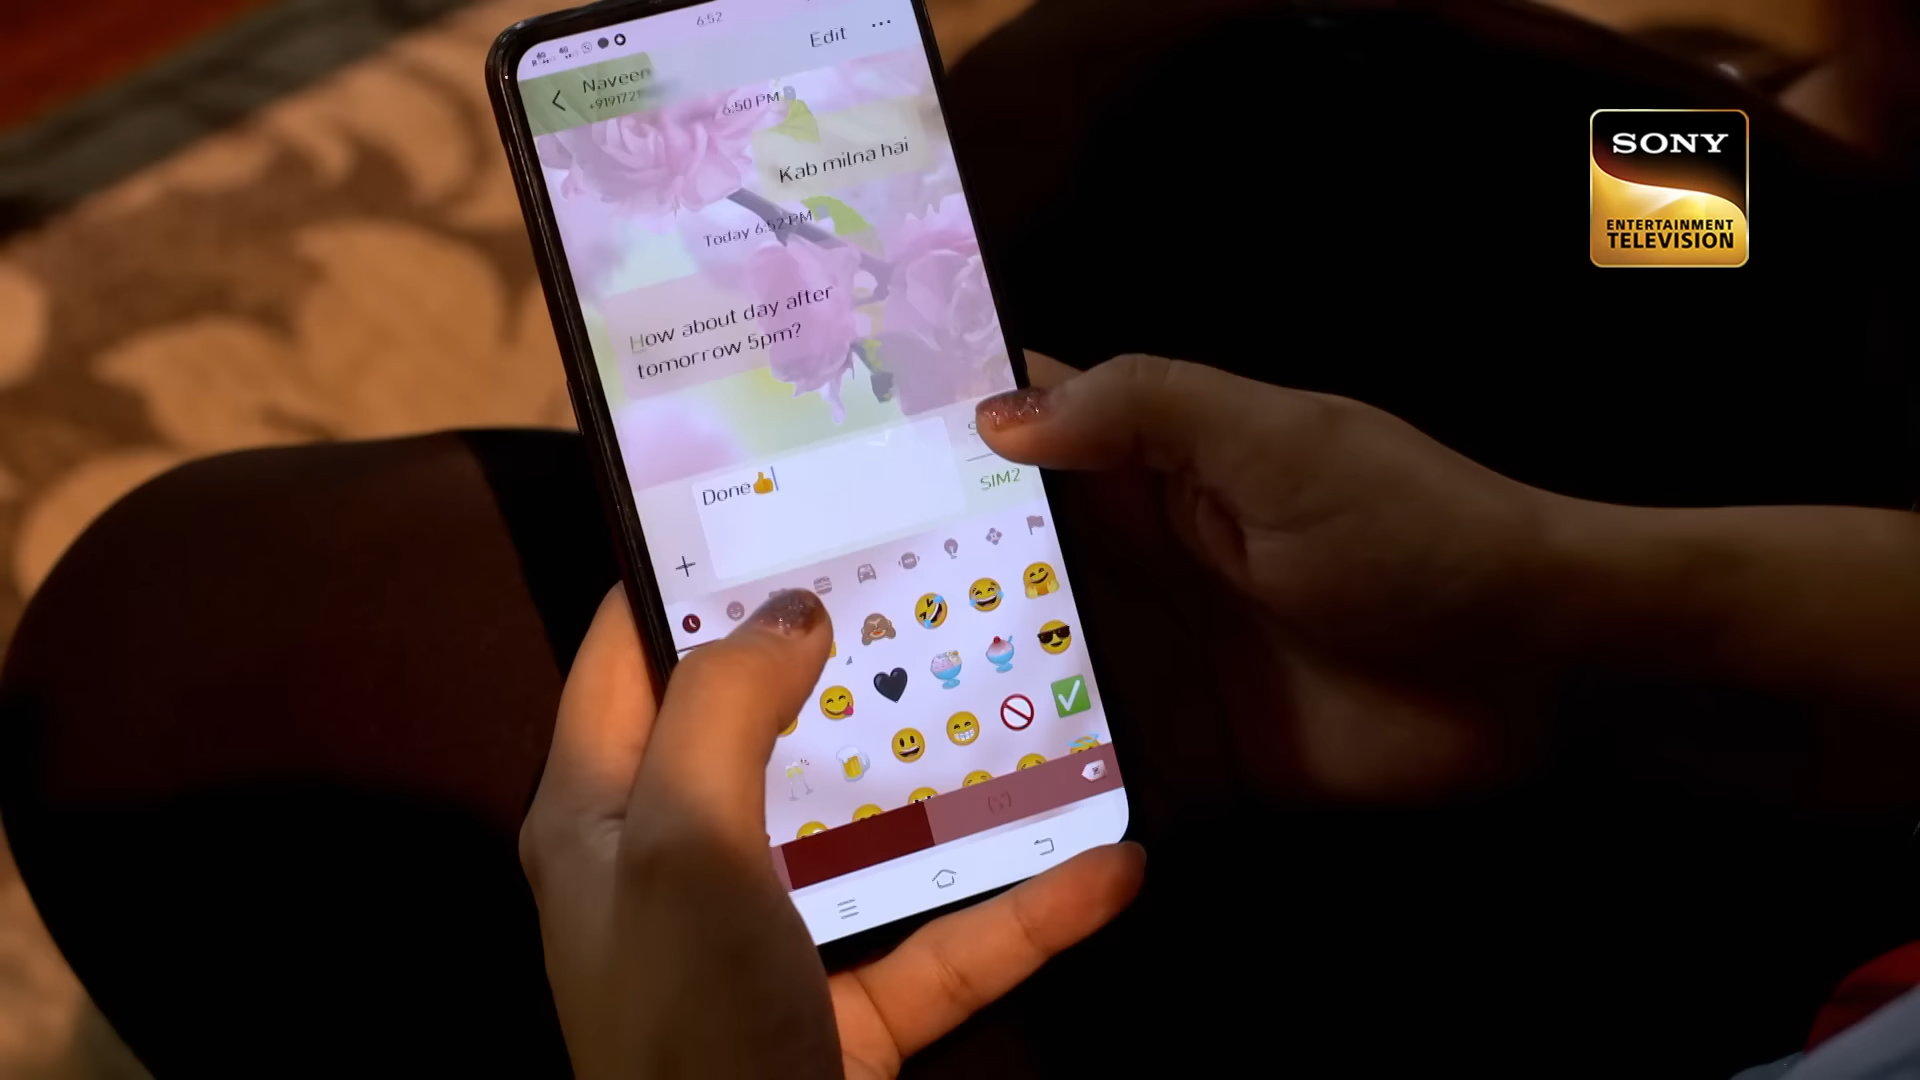 6:52
Edit
Naveen
+919172
6:50 PM
Kab milna hai
Today 6:52 PM
How about day after
tomorrow 5pm?
Done👍
SIM2
SONY
ENTERTAINMENT
TELEVISION